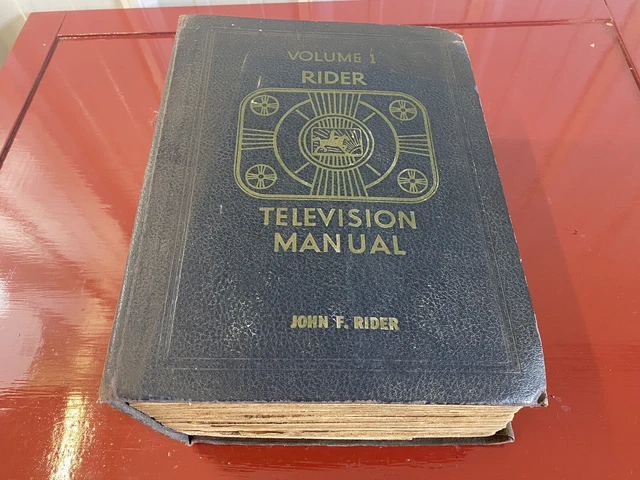 VOLUME 1
RIDER
TELEVISION
MANUAL
JOHN F. RIDER